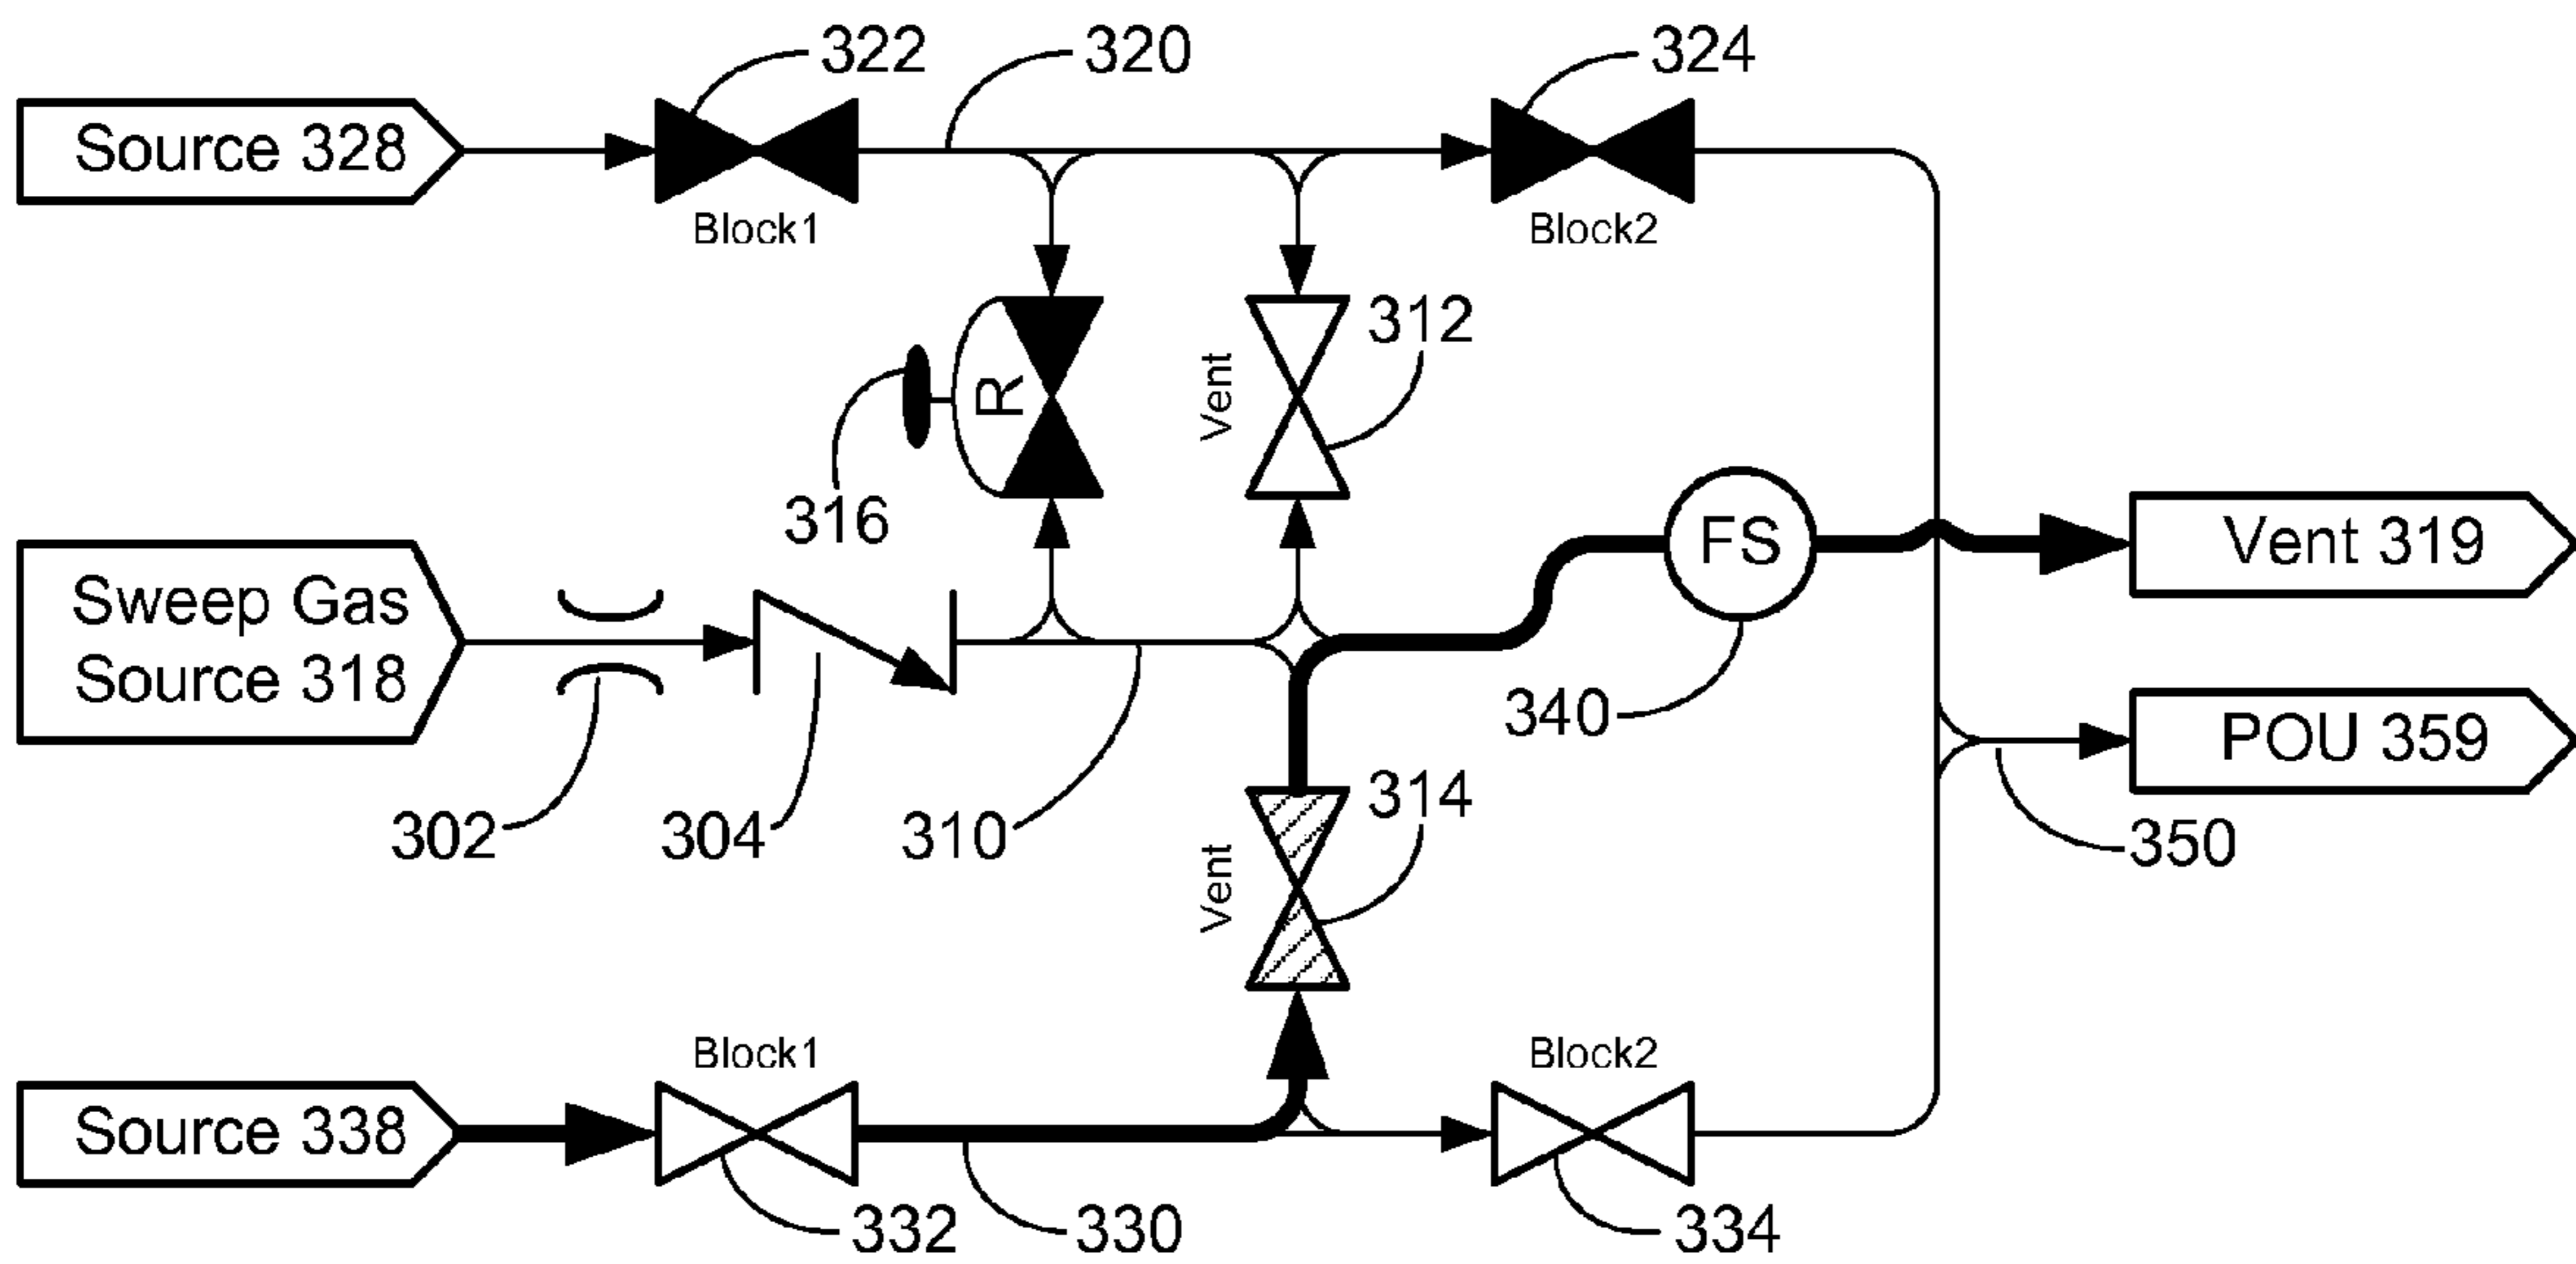 322
320
324
Source 328
Block1
Block2
312
R
Vent
316
FS
Vent 319
Sweep Gas
Source 318
340
POU 359
302
304
310
314
350
Vent
Block1
Block2
Source 338
332
330
334